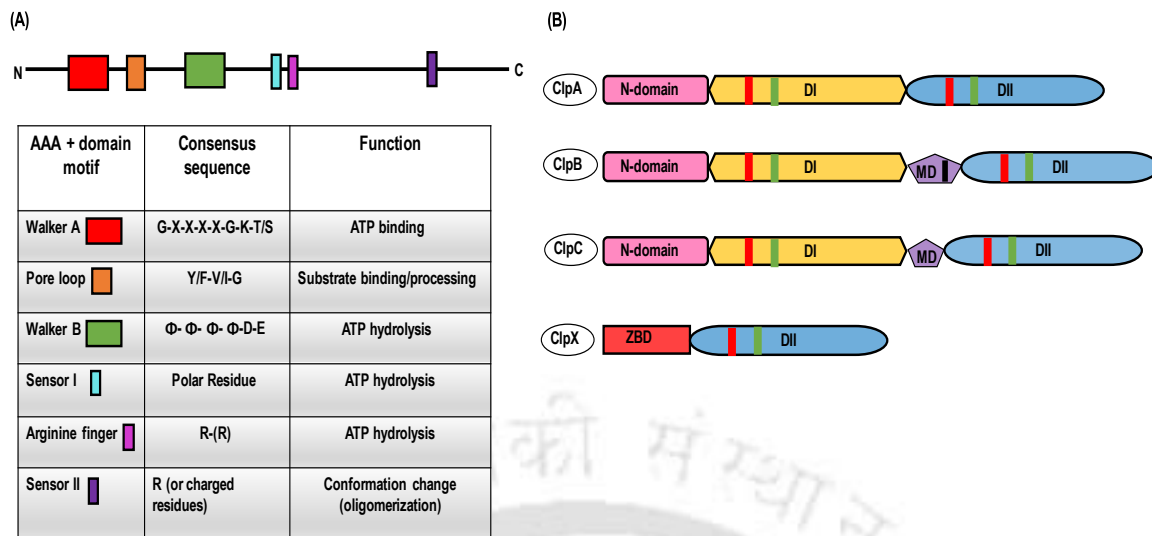 (A)
N
C
AAA + domain motif
Consensus sequence
Function
Walker A
G-X-X-X-X-G-K-T/S
ATP binding
Pore loop
Y/F-V/I-G
Substrate binding/processing
Walker B
Φ- Φ- Φ- Φ-D-E
ATP hydrolysis
Sensor I
Polar Residue
ATP hydrolysis
Arginine finger
R-(R)
ATP hydrolysis
Sensor II
R (or charged residues)
Conformation change (oligomerization)
(B)
ClpA
N-domain
DI
DII
ClpB
N-domain
DI
MD
DII
ClpC
N-domain
DI
MD
DII
ClpX
ZBD
DII
की संस्थान